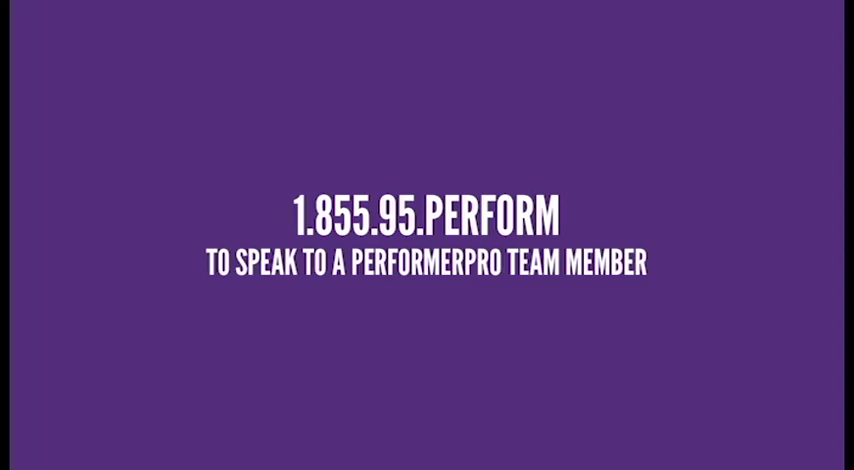 1.855.95.PERFORM
TO SPEAK TO A PERFORMERPRO TEAM MEMBER